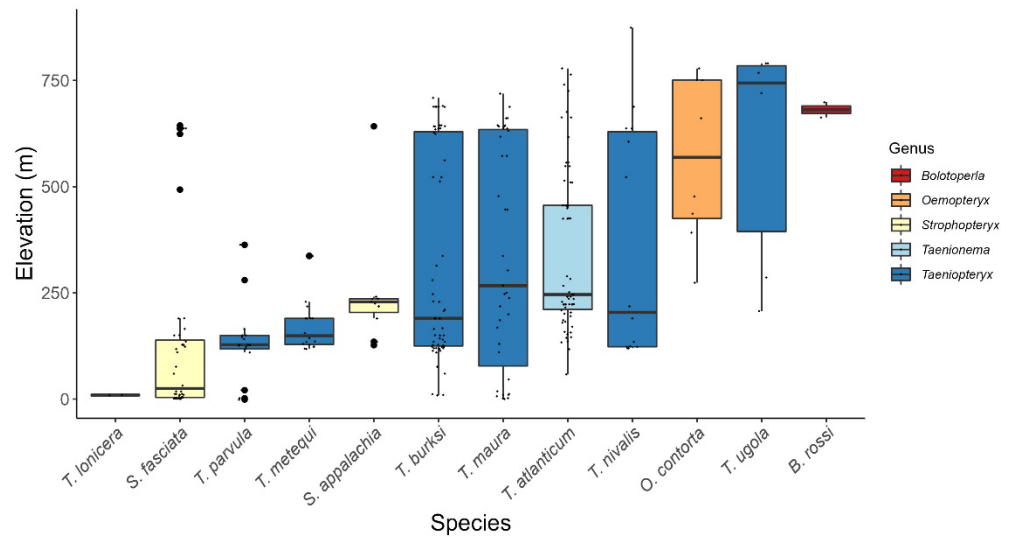 Elevation (m)
750
500
250
0
T. lonicera
S. fasciata
T. parvula
T. metequi
S. appalachia
T. burksi
T. maura
T. atlanticum
T. nivalis
O. contorta
T. ugola
B. rossi
Species
Genus
Bolotoperla
Oemopteryx
Strophopteryx
Taenionema
Taeniopteryx